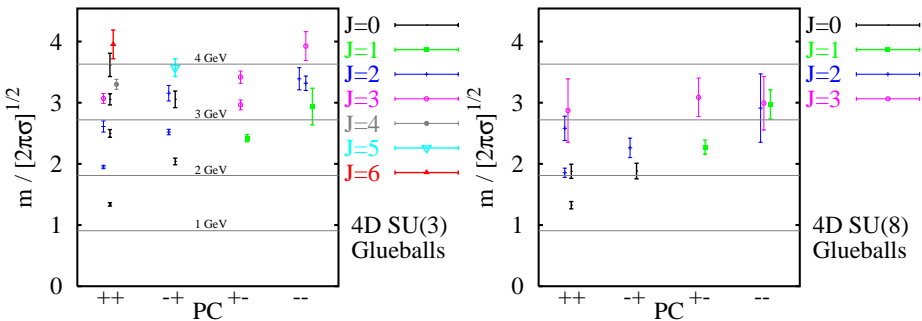 m / [2πσ]^1/2
4
3
2
1
0
4 GeV
3 GeV
2 GeV
1 GeV
++
-+
+-
--
PC
J=0
J=1
J=2
J=3
J=4
J=5
J=6
4D SU(3)
Glueballs
m / [2πσ]^1/2
4
3
2
1
0
++
-+
+-
--
PC
J=0
J=1
J=2
J=3
4D SU(8)
Glueballs